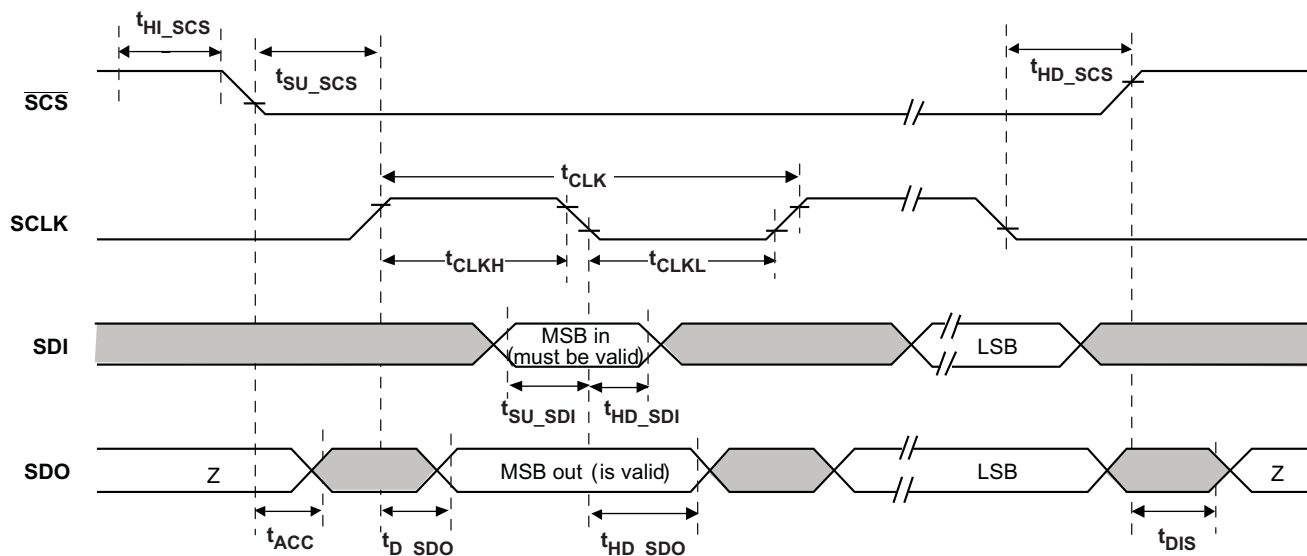 tHI_SCS
tSU_SCS
tHD_SCS
SCS
tCLK
SCLK
tCLKH
tCLKL
SDI
MSB in
(must be valid)
LSB
tSU_SDI
tHD_SDI
SDO
Z
MSB out (is valid)
LSB
Z
tACC
tD_SDO
tHD_SDO
tDIS